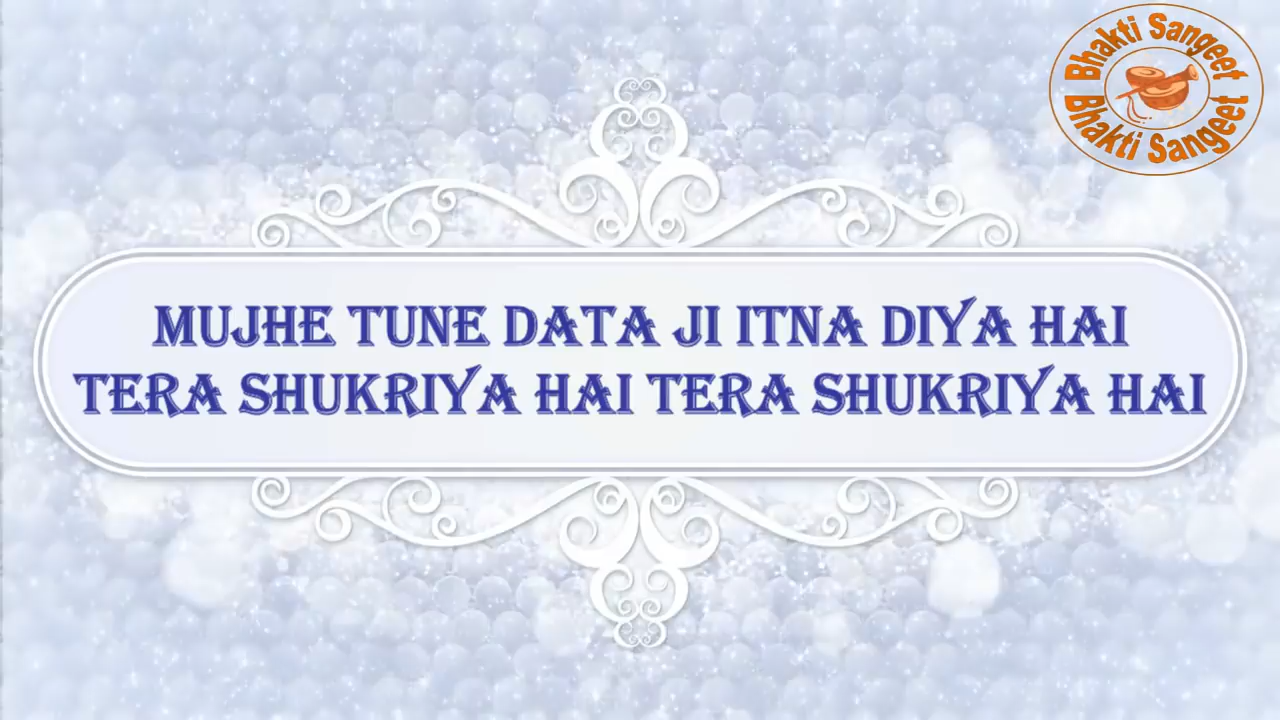 Bhakti Sangeet
Bhakti Sangeet
MUJHE TUNE DATA JI ITNA DIYA HAI
TERA SHUKRIYA HAI TERA SHUKRIYA HAI